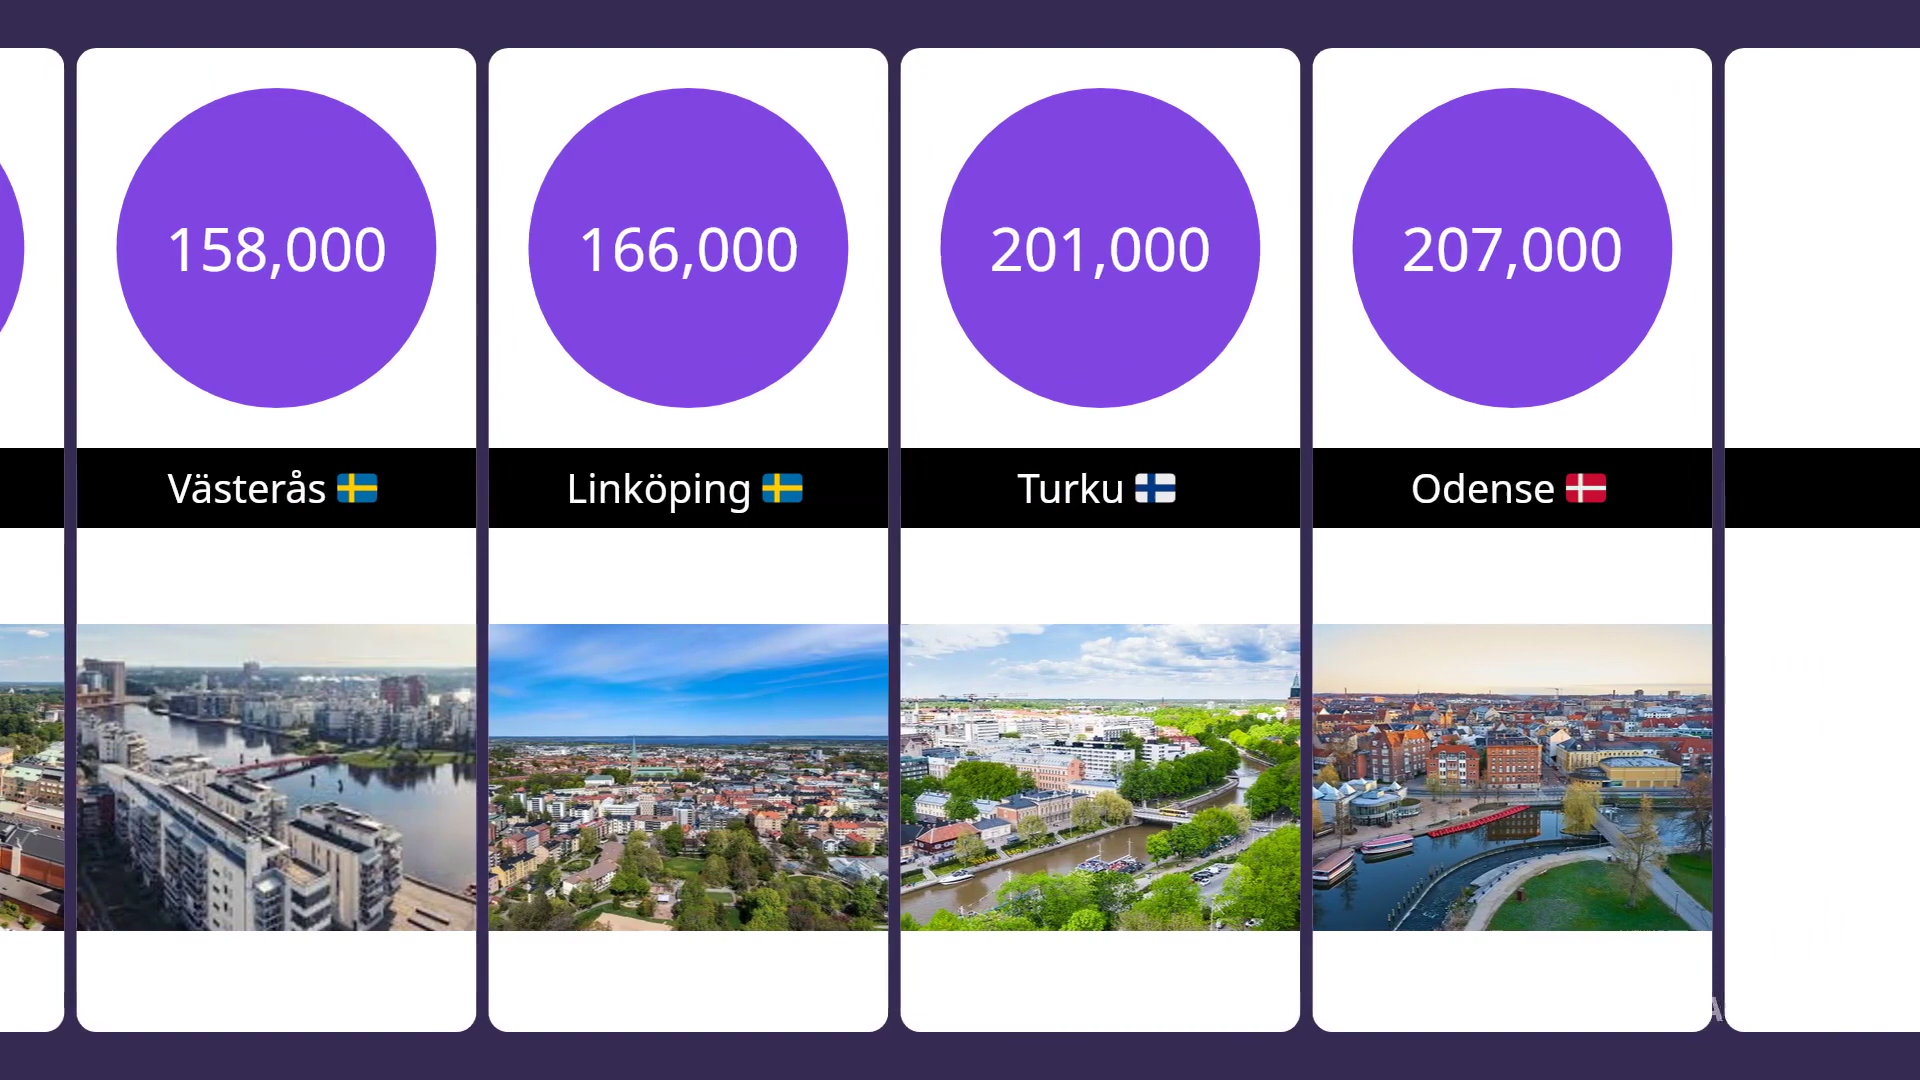 158,000
166,000
201,000
207,000
Västerås
Linköping
Turku
Odense